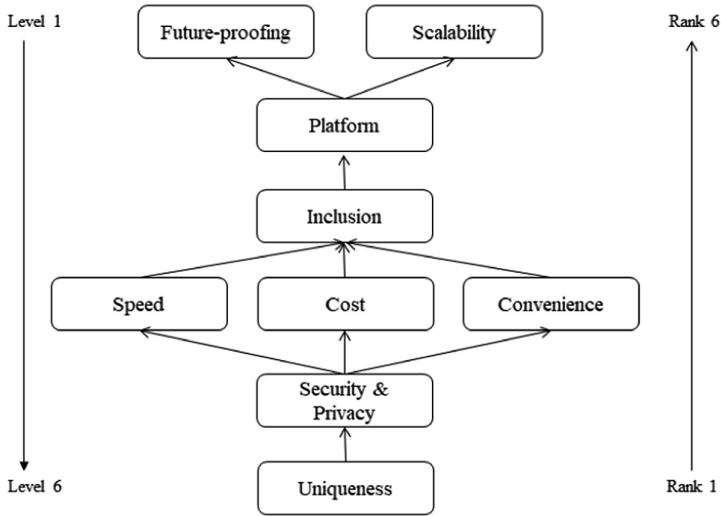 Level 1
Future-proofing
Scalability
Rank 6
Platform
Inclusion
Speed
Cost
Convenience
Security &
Privacy
Level 6
Uniqueness
Rank 1